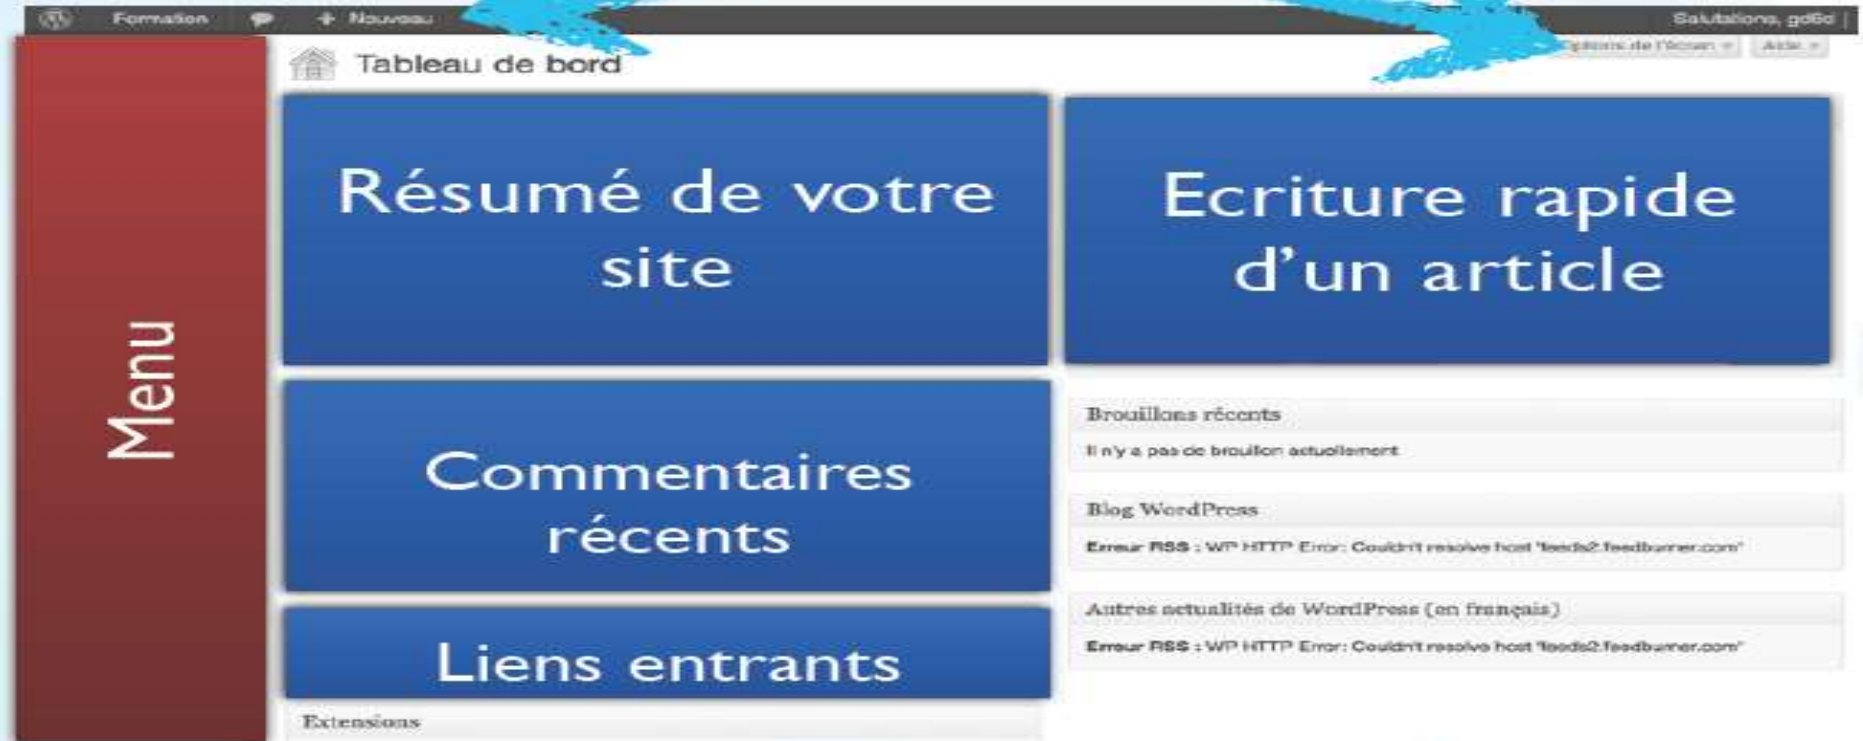 Formation
+ Nouveau
Salutations, gd6d
Tableau de bord
Options de l'écran
Aide
Menu
Résumé de votre
site
Ecriture rapide
d'un article
Commentaires
récents
Liens entrants
Extensions
Brouillons récents
Il n'y a pas de brouillon actuellement
Blog WordPress
Erreur RSS : WP HTTP Error: Couldn't resolve host 'feeds2.feedburner.com'
Autres actualités de WordPress (en français)
Erreur RSS : WP HTTP Error: Couldn't resolve host 'feeds2.feedburner.com'